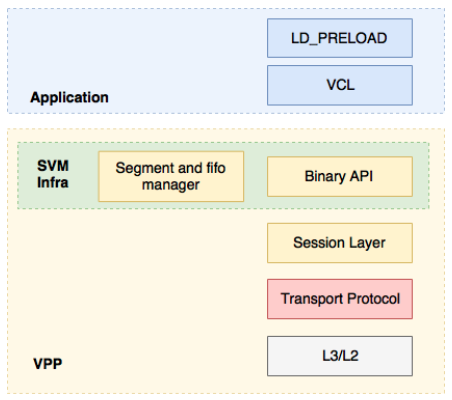 LD_PRELOAD
VCL
Application
SVM
Infra
Segment and fifo
manager
Binary API
Session Layer
Transport Protocol
L3/L2
VPP